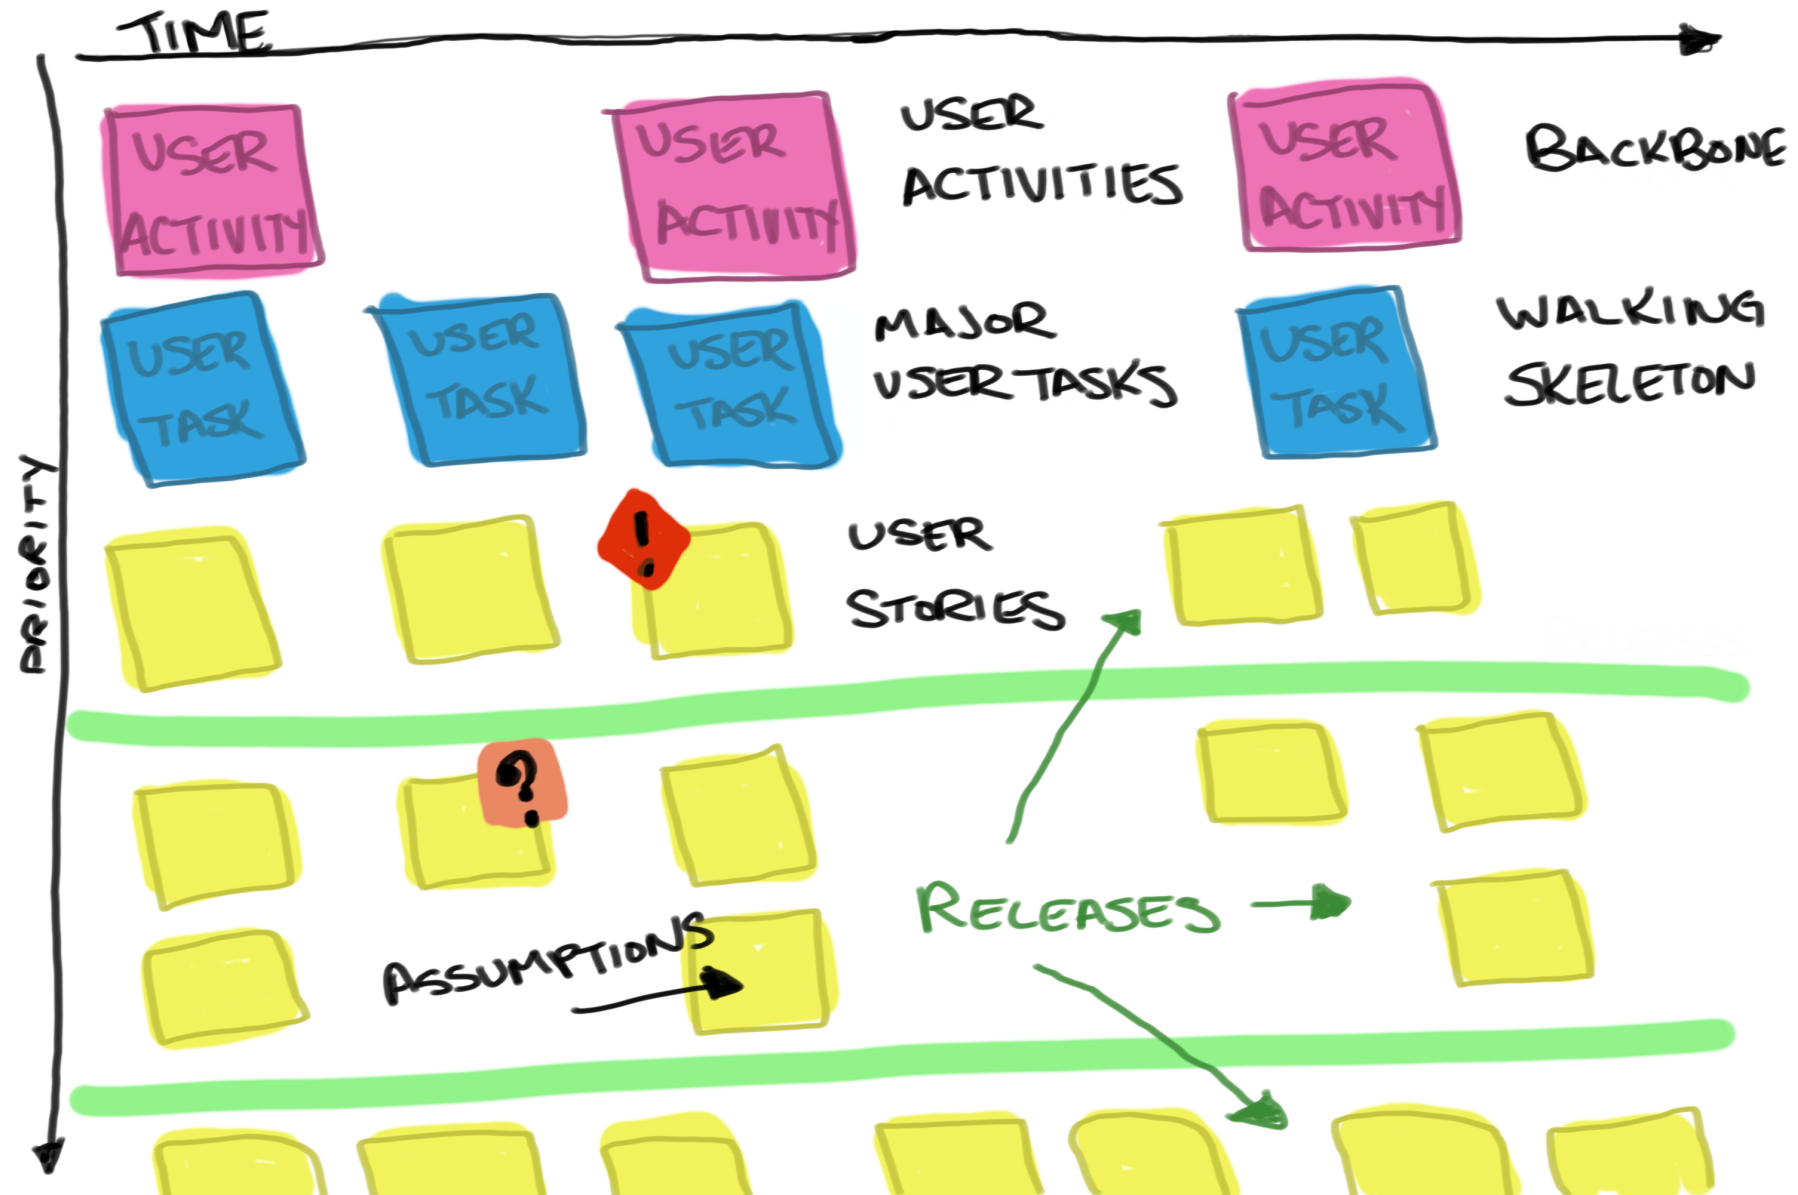 TIME
USER
ACTIVITY
USER
ACTIVITY
USER
ACTIVITIES
USER
ACTIVITY
BACKBONE
USER
TASK
USER
TASK
USER
TASK
MAJOR
USER TASKS
USER
TASK
WALKING
SKELETON
PRIORITY
!
USER
STORIES
?
ASSUMPTIONS
RELEASES